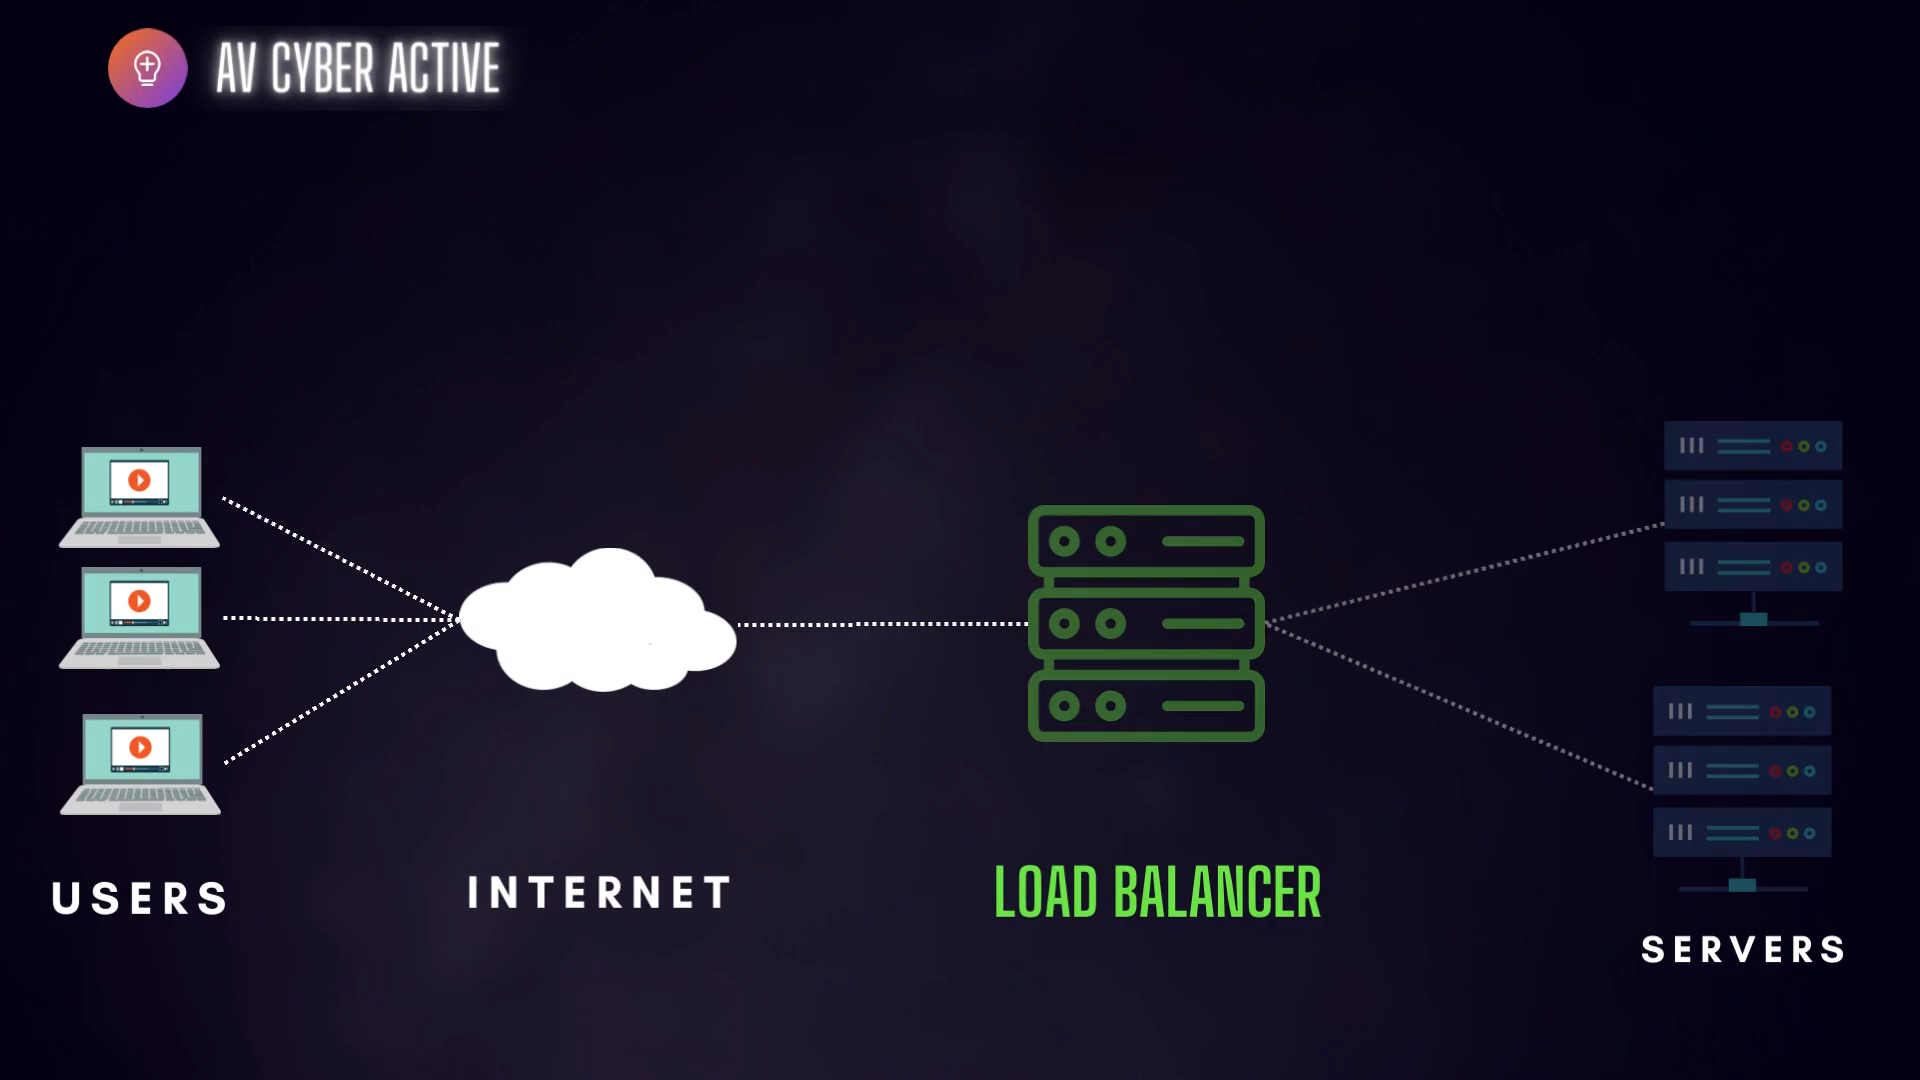 AV CYBER ACTIVE
USERS
INTERNET
LOAD BALANCER
SERVERS